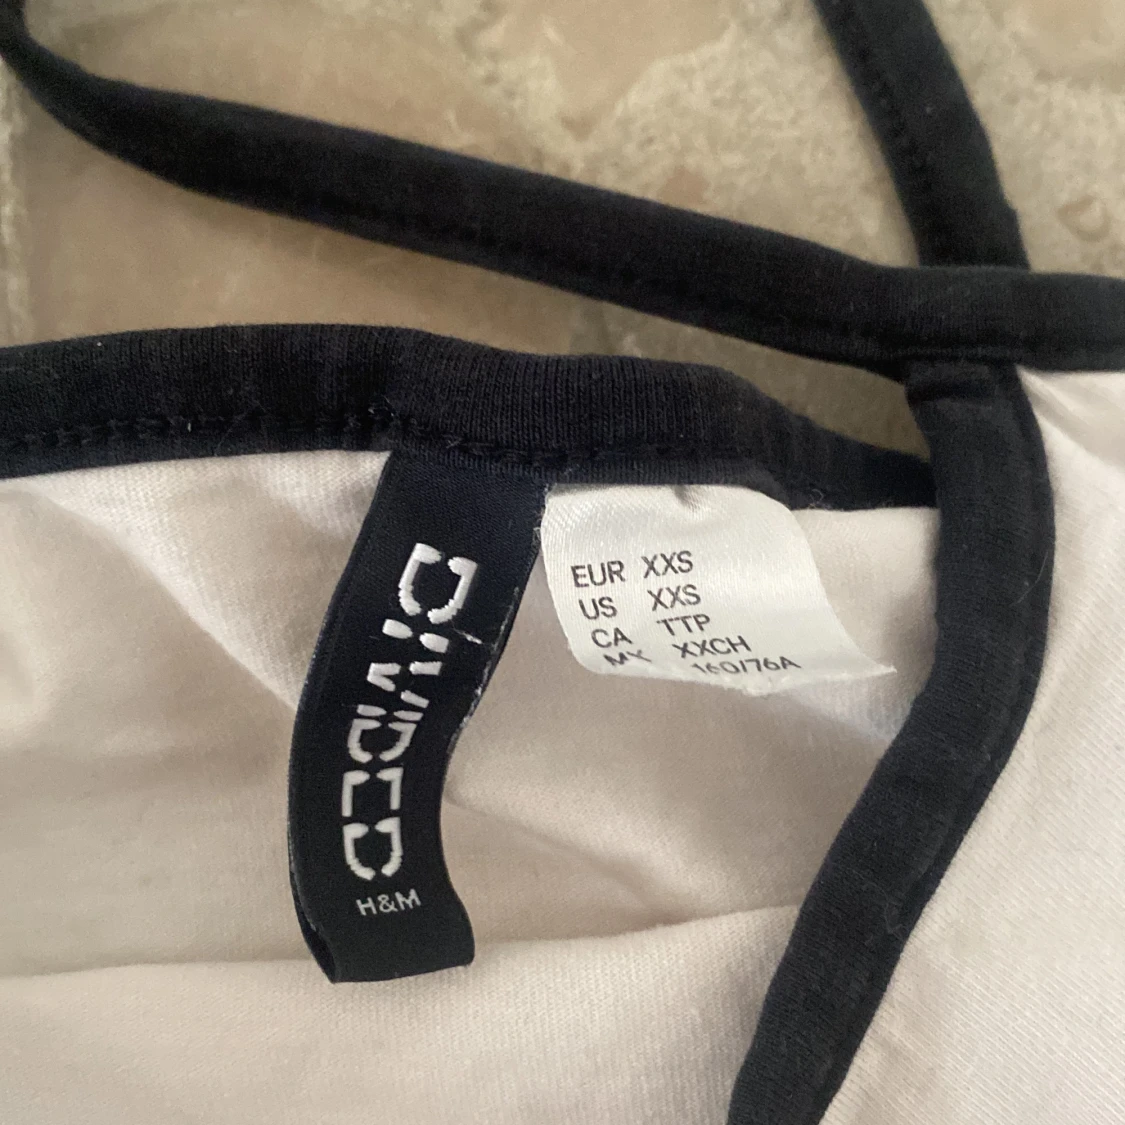 DIVIDED
H&M
EUR XXS
US XXS
CA TTP
MX XXCH
160/76A